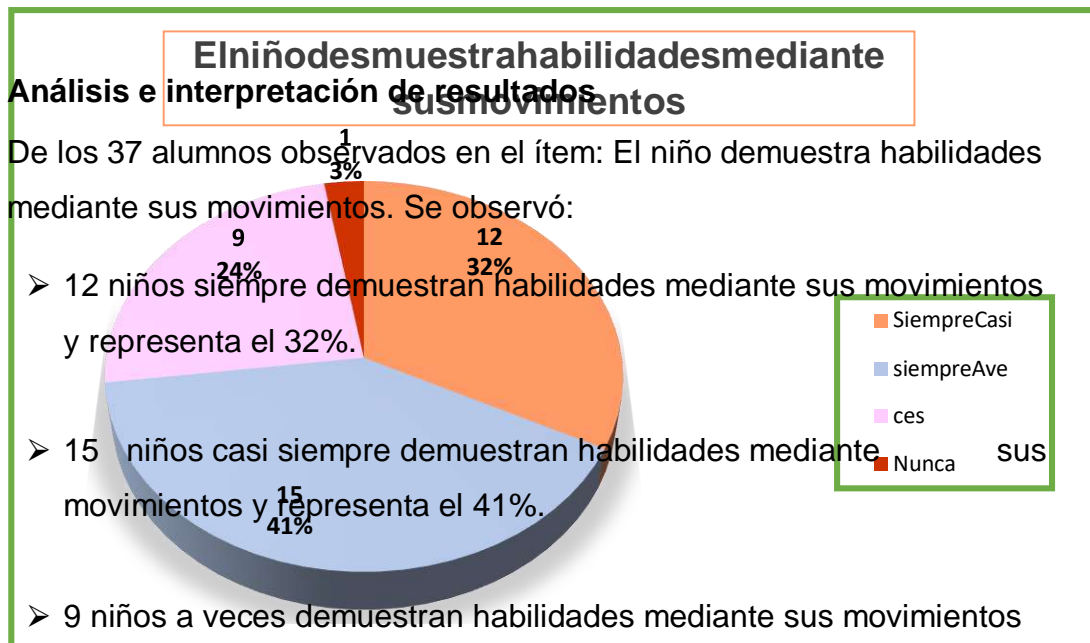 Elniñodesmuestrahabilidadesmediante
susmovimientos
Análisis e interpretación de resultados
De los 37 alumnos observados en el ítem: El niño demuestra habilidades
mediante sus movimientos. Se observó:
➢ 12 niños siempre demuestran habilidades mediante sus movimientos
y representa el 32%.
➢ 15 niños casi siempre demuestran habilidades mediante sus
movimientos y representa el 41%.
➢ 9 niños a veces demuestran habilidades mediante sus movimientos
1
3%
9
24%
12
32%
15
41%
SiempreCasi
siempreAve
ces
Nunca